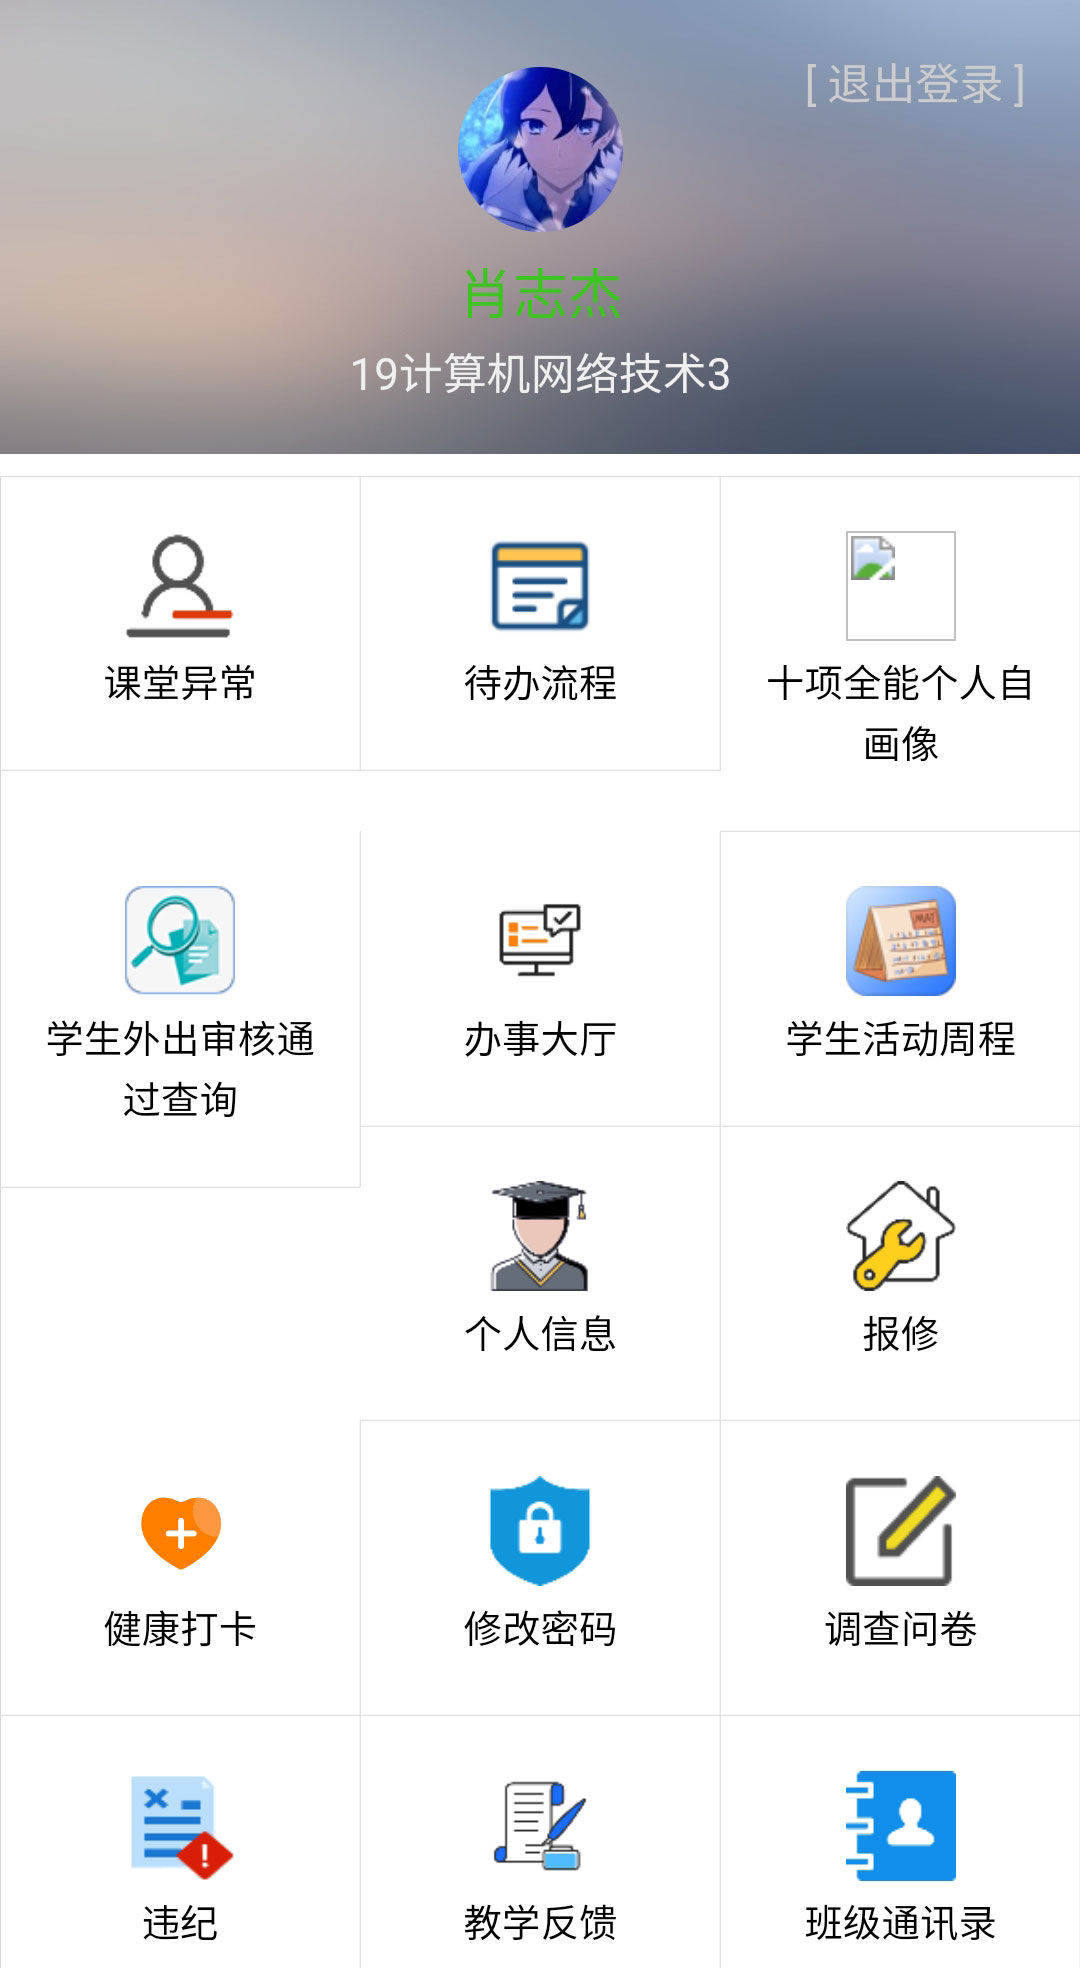 [ 退出登录 ]
肖志杰
19计算机网络技术3
课堂异常
待办流程
十项全能个人自
画像
学生外出审核通
过查询
办事大厅
学生活动周程
个人信息
报修
健康打卡
修改密码
调查问卷
违纪
教学反馈
班级通讯录